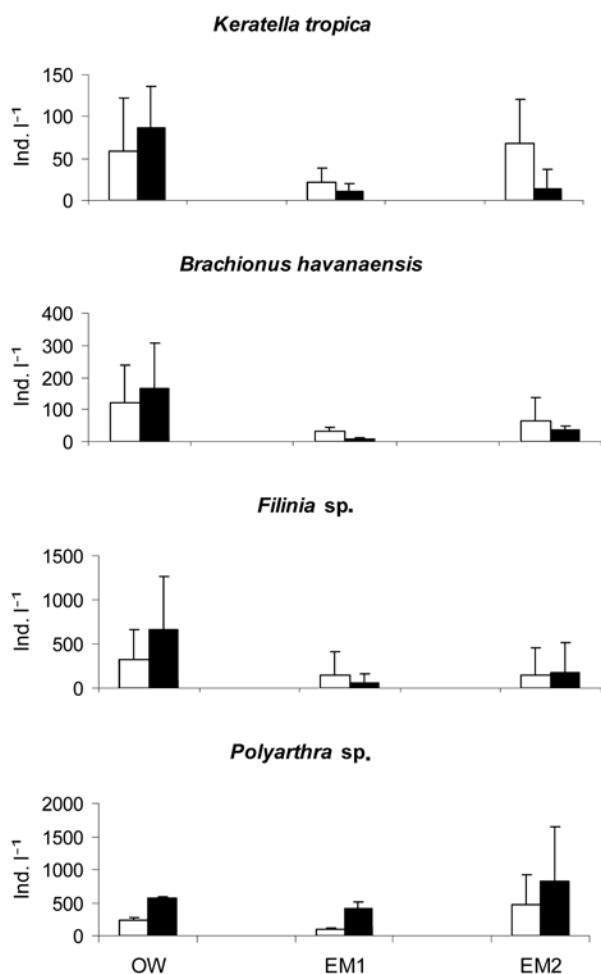 Keratella tropica
Ind. l⁻¹
150
100
50
0
Brachionus havanaensis
Ind. l⁻¹
400
300
200
100
0
Filinia sp.
Ind. l⁻¹
1500
1000
500
0
Polyarthra sp.
Ind. l⁻¹
2000
1500
1000
500
0
OW EM1 EM2